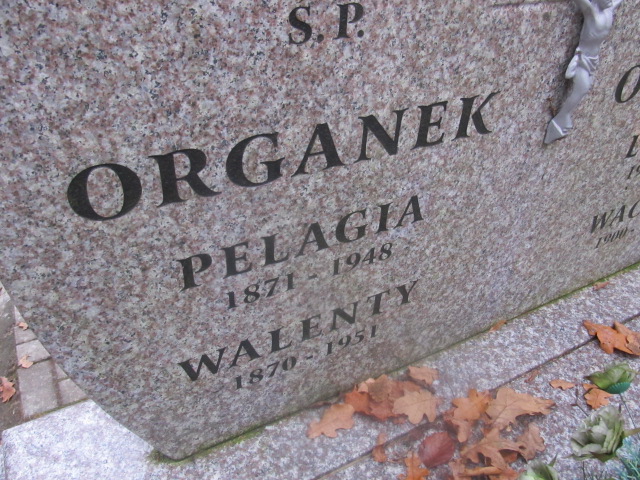 S.P.
ORGANEK
PELAGIA
1871 - 1948
WALENTY
1870 - 1951